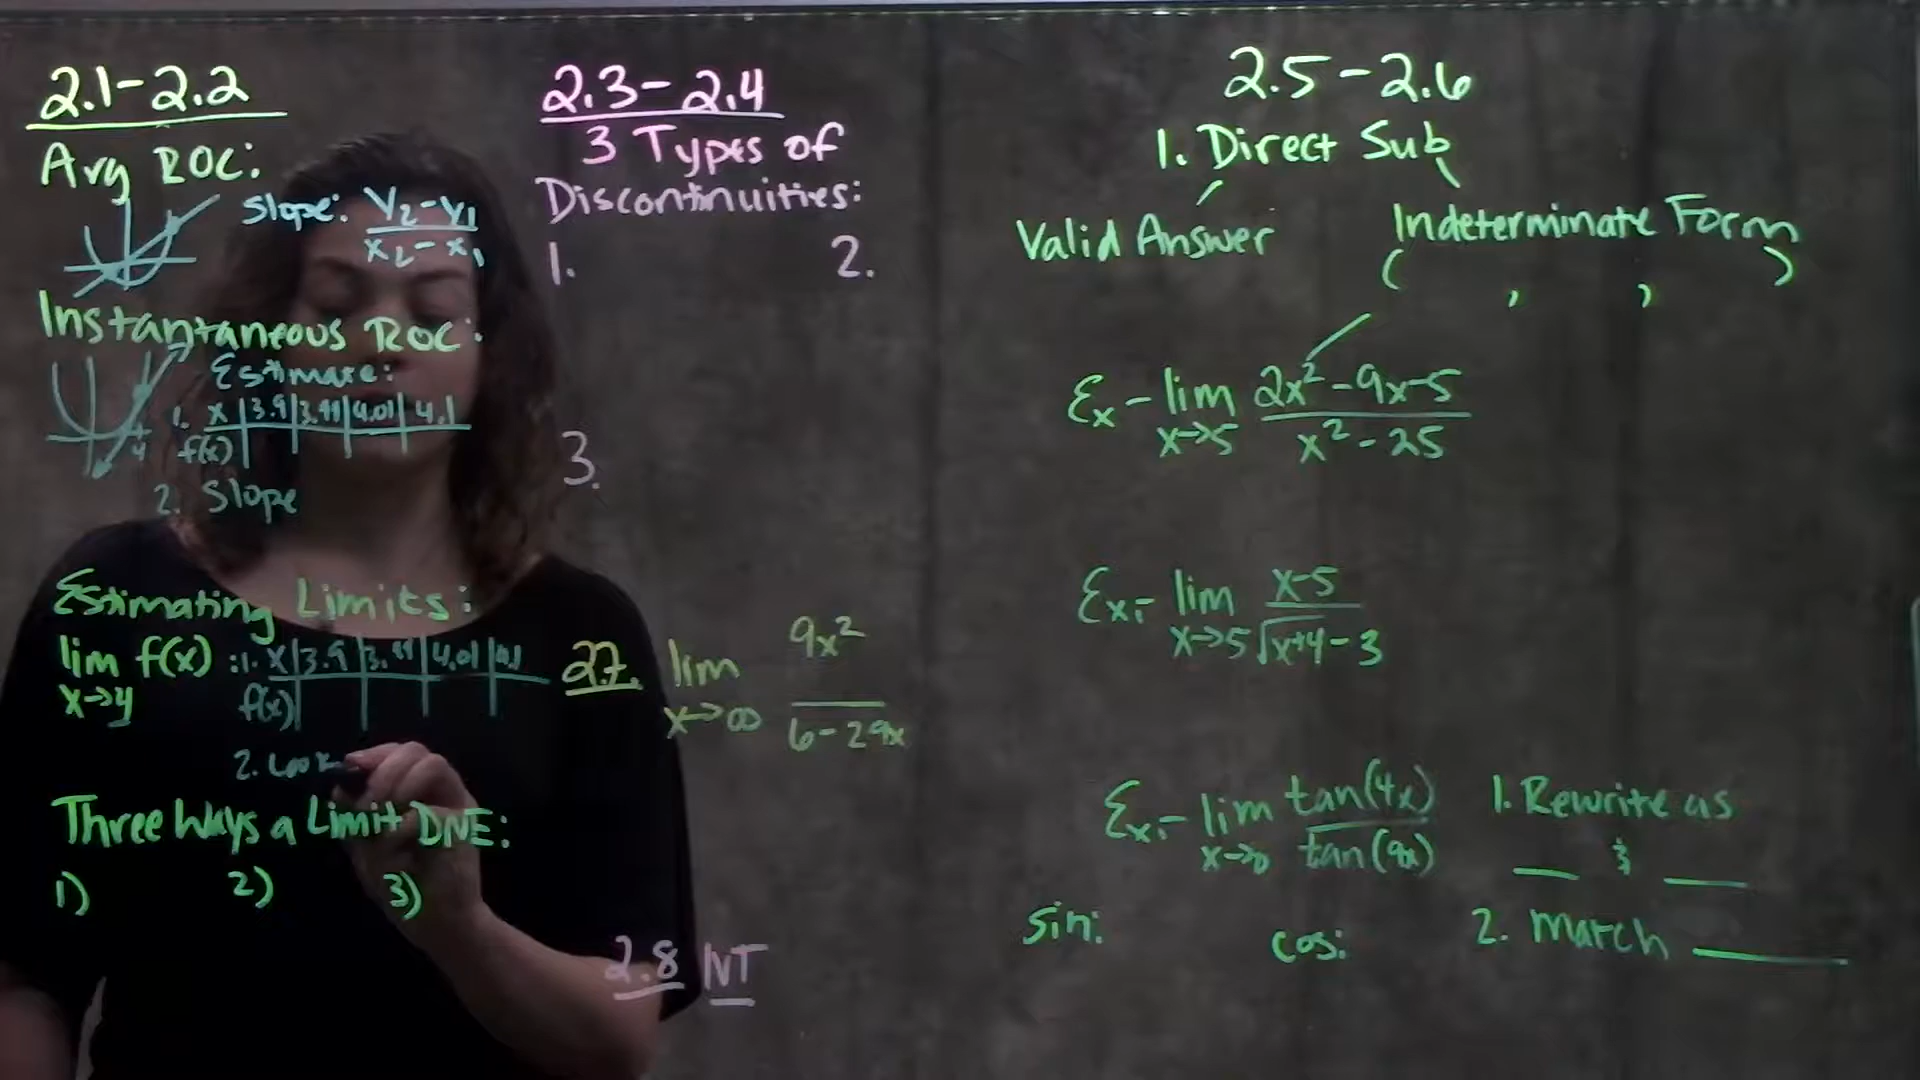 2.1-2.2
Avg ROC:
Slope: y₂-y₁
x₂-x₁
Instantaneous ROC:
Estimate:
1. x | 3.9 | 3.99 | 4.01 | 4.1
f(x)
4
2. Slope
Estimating Limits:
lim f(x) : 1. x | 3.9 | 3.99 | 4.01 | 4.1
x→4
f(x)
2. Look
Three Ways a Limit DNE:
1) 2) 3)
2.3-2.4
3 Types of
Discontinuities:
1. 2.
3.
2.7. lim 9x²
x→∞ 6-29x
2.8 IVT
2.5-2.6
1. Direct Sub
Valid Answer Indeterminate Form
( , , )
Ex- lim 2x²-9x-5
x→5 x²-25
Ex.- lim x-5
x→5 √x+4-3
Ex.- lim tan(4x)
x→0 tan(9x)
1. Rewrite as
___ & ___
2. Match ___
sin: cos: